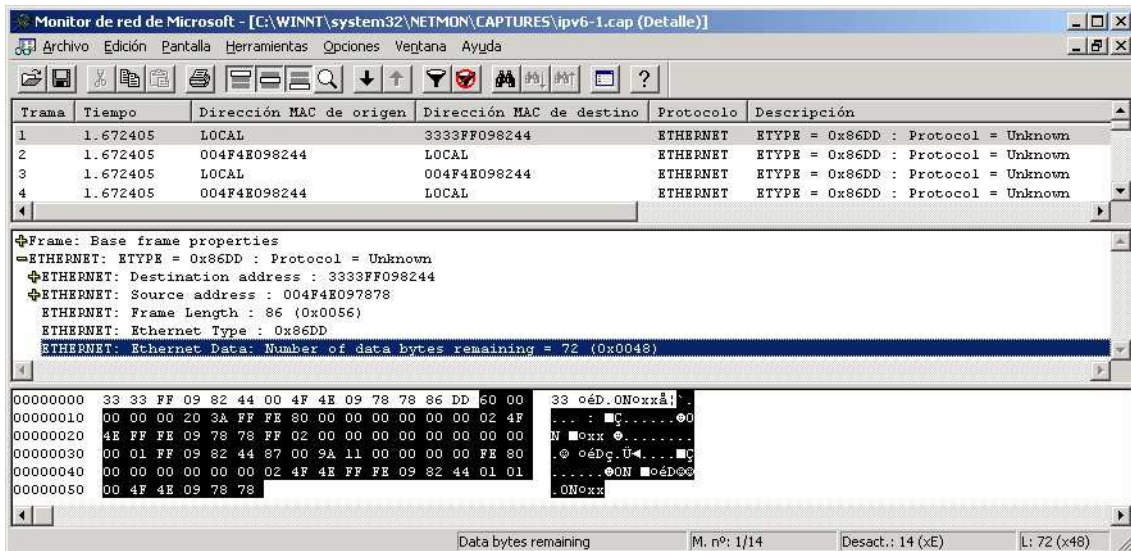 Monitor de red de Microsoft - [C:\WINNT\system32\NETMON\CAPTURES\ipv6-1.cap (Detalle)]
Archivo Edición Pantalla Herramientas Opciones Ventana Ayuda
Trama Tiempo Dirección MAC de origen Dirección MAC de destino Protocolo Descripción
1 1.672405 LOCAL 3333FF098244 ETHERNET ETYPE = 0x86DD : Protocol = Unknown
2 1.672405 004F4E098244 LOCAL ETHERNET ETYPE = 0x86DD : Protocol = Unknown
3 1.672405 LOCAL 004F4E098244 ETHERNET ETYPE = 0x86DD : Protocol = Unknown
4 1.672405 004F4E098244 LOCAL ETHERNET ETYPE = 0x86DD : Protocol = Unknown
Frame: Base frame properties
ETHERNET: ETYPE = 0x86DD : Protocol = Unknown
ETHERNET: Destination address : 3333FF098244
ETHERNET: Source address : 004F4E097878
ETHERNET: Frame Length : 86 (0x0056)
ETHERNET: Ethernet Type : 0x86DD
ETHERNET: Ethernet Data: Number of data bytes remaining = 72 (0x0048)
00000000 33 33 FF 09 82 44 00 4F 4E 09 78 78 86 DD 60 00 33 oéD.ONoxxå¦`.
00000010 00 00 00 20 3A FF FE 80 00 00 00 00 00 00 02 4F ... : ■Ç......☻O
00000020 4E FF FE 09 78 78 FF 02 00 00 00 00 00 00 00 00 N ■oxx ☻........
00000030 00 01 FF 09 82 44 87 00 9A 11 00 00 00 00 FE 80 .☺ oéDç.Ü◄....■Ç
00000040 00 00 00 00 00 00 02 4F 4E FF FE 09 82 44 01 01 ......☻ON ■oéD☺☺
00000050 00 4F 4E 09 78 78 .ONoxx
Data bytes remaining M. nº: 1/14 Desact.: 14 (xE) L: 72 (x48)